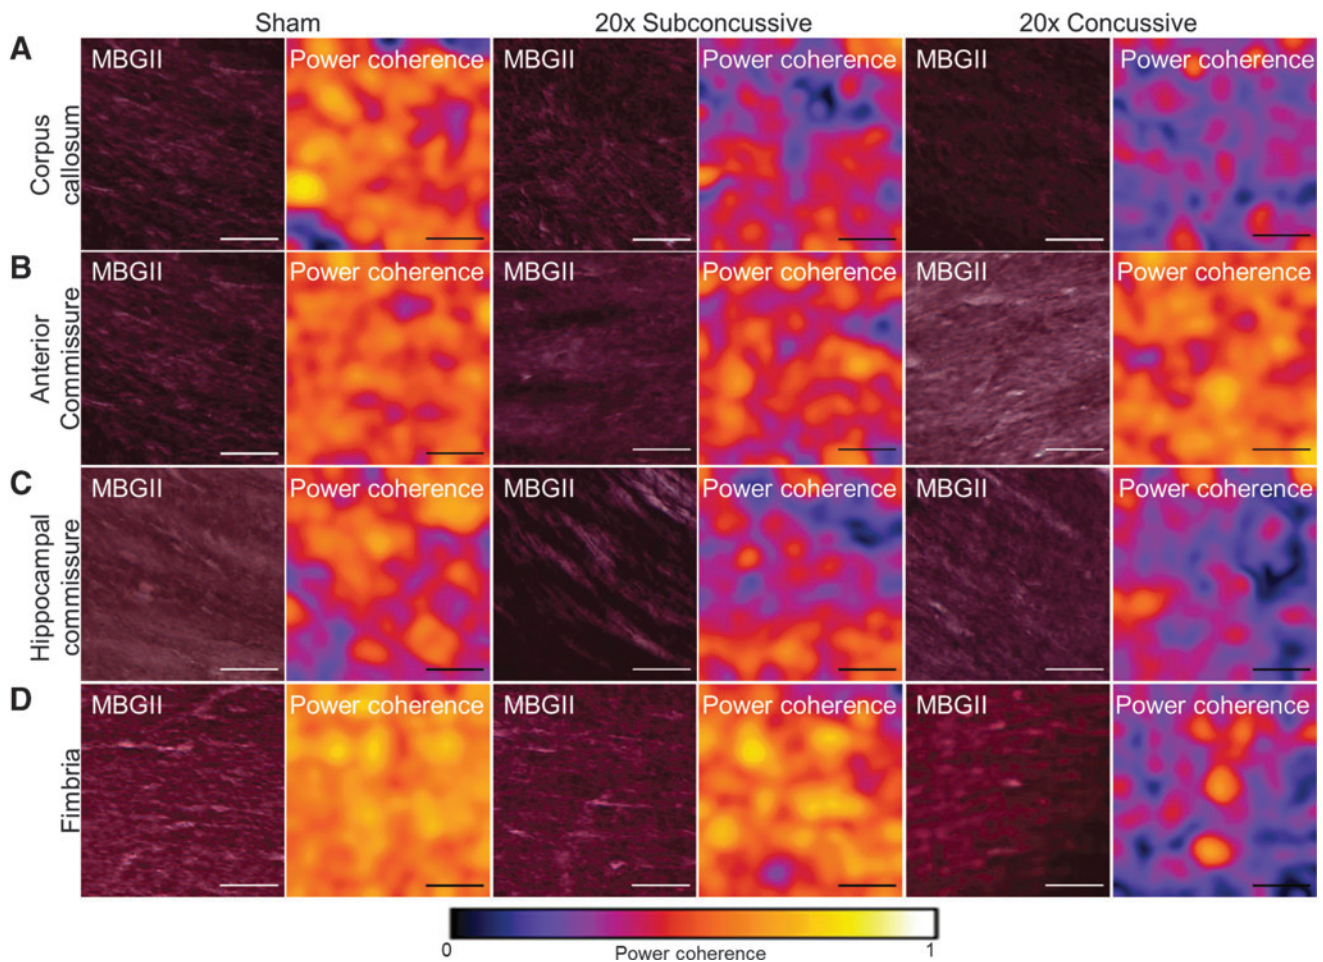 Sham 20x Subconcussive 20x Concussive
A
Corpus
callosum
MBGII Power coherence MBGII Power coherence MBGII Power coherence
B
Anterior
Commissure
MBGII Power coherence MBGII Power coherence MBGII Power coherence
C
Hippocampal
commissure
MBGII Power coherence MBGII Power coherence MBGII Power coherence
D
Fimbria
MBGII Power coherence MBGII Power coherence MBGII Power coherence
0 1
Power coherence